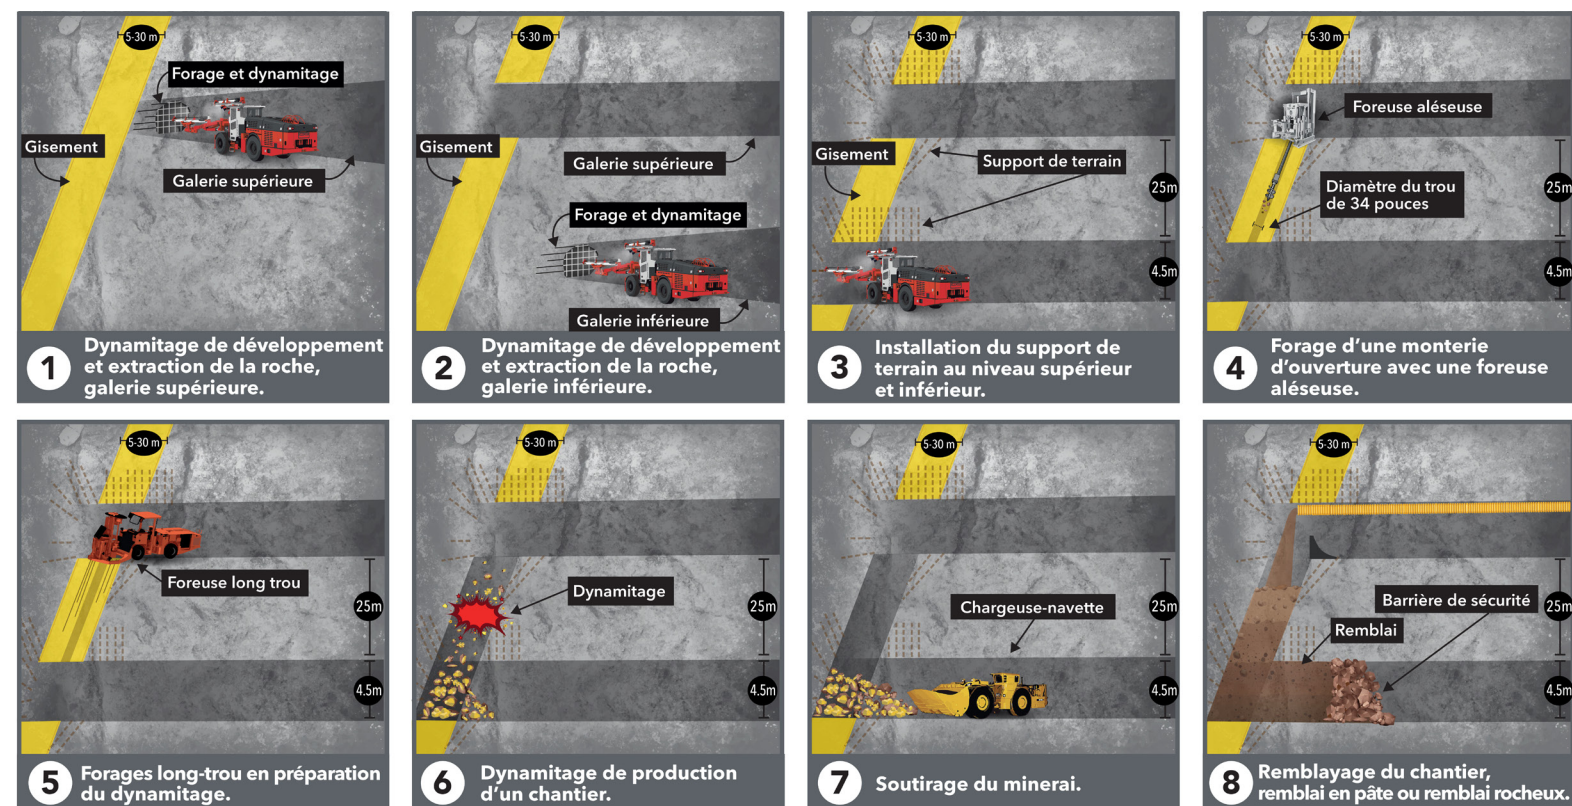 5-30 m
Forage et dynamitage
Gisement
Galerie supérieure
1
Dynamitage de développement
et extraction de la roche,
galerie supérieure.
5-30 m
Gisement
Galerie supérieure
Forage et dynamitage
Galerie inférieure
2
Dynamitage de développement
et extraction de la roche,
galerie inférieure.
5-30 m
Gisement
Support de terrain
25m
4.5m
3
Installation du support de
terrain au niveau supérieur
et inférieur.
5-30 m
Foreuse aléseuse
Diamètre du trou
de 34 pouces
25m
4.5m
4
Forage d'une monterie
d'ouverture avec une foreuse
aléseuse.
5-30 m
Foreuse long trou
25m
4.5m
5
Forages long-trou en préparation
du dynamitage.
5-30 m
Dynamitage
25m
4.5m
6
Dynamitage de production
d'un chantier.
5-30 m
Chargeuse-navette
25m
4.5m
7
Soutirage du minerai.
5-30 m
Barrière de sécurité
Remblai
25m
4.5m
8
Remblayage du chantier,
remblai en pâte ou remblai rocheux.